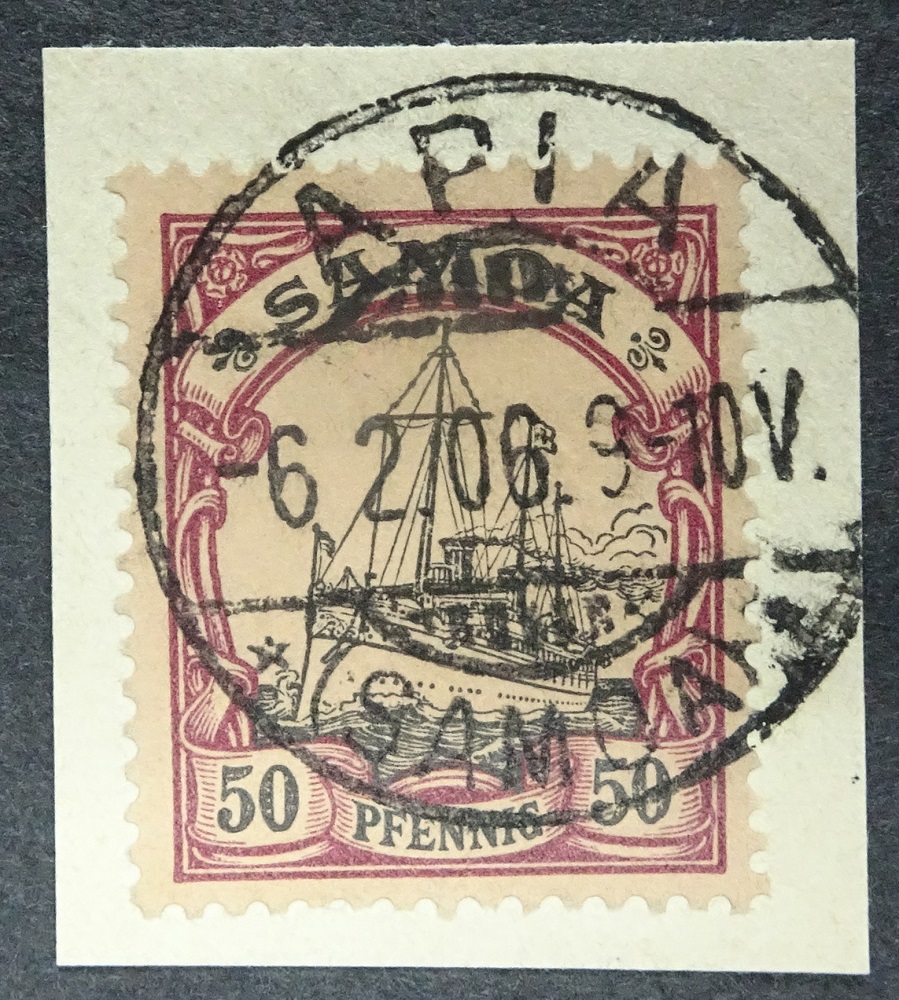 APIA
SAMOA
-6 2.06 9-10V.
SAMOA
50 PFENNIG 50